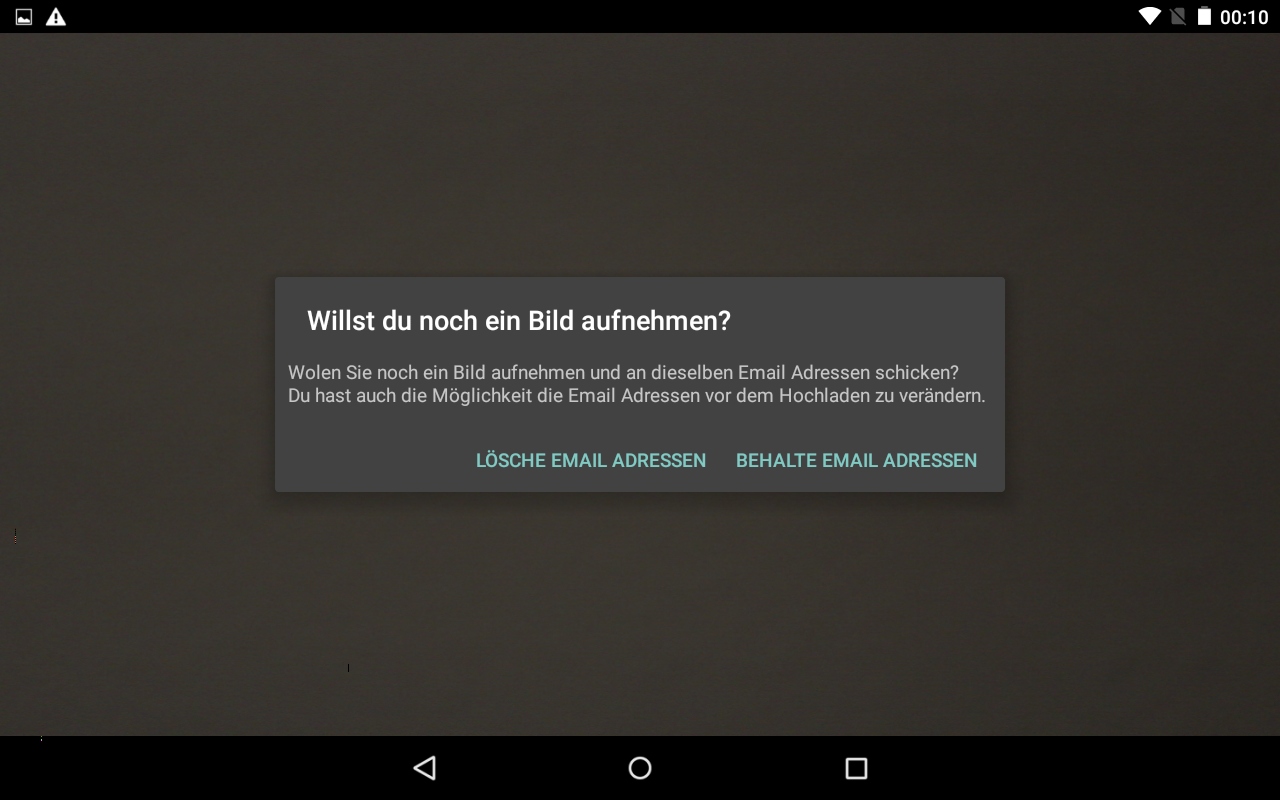 00:10
Willst du noch ein Bild aufnehmen?
Wolen Sie noch ein Bild aufnehmen und an dieselben Email Adressen schicken?
Du hast auch die Möglichkeit die Email Adressen vor dem Hochladen zu verändern.
LÖSCHE EMAIL ADRESSEN BEHALTE EMAIL ADRESSEN